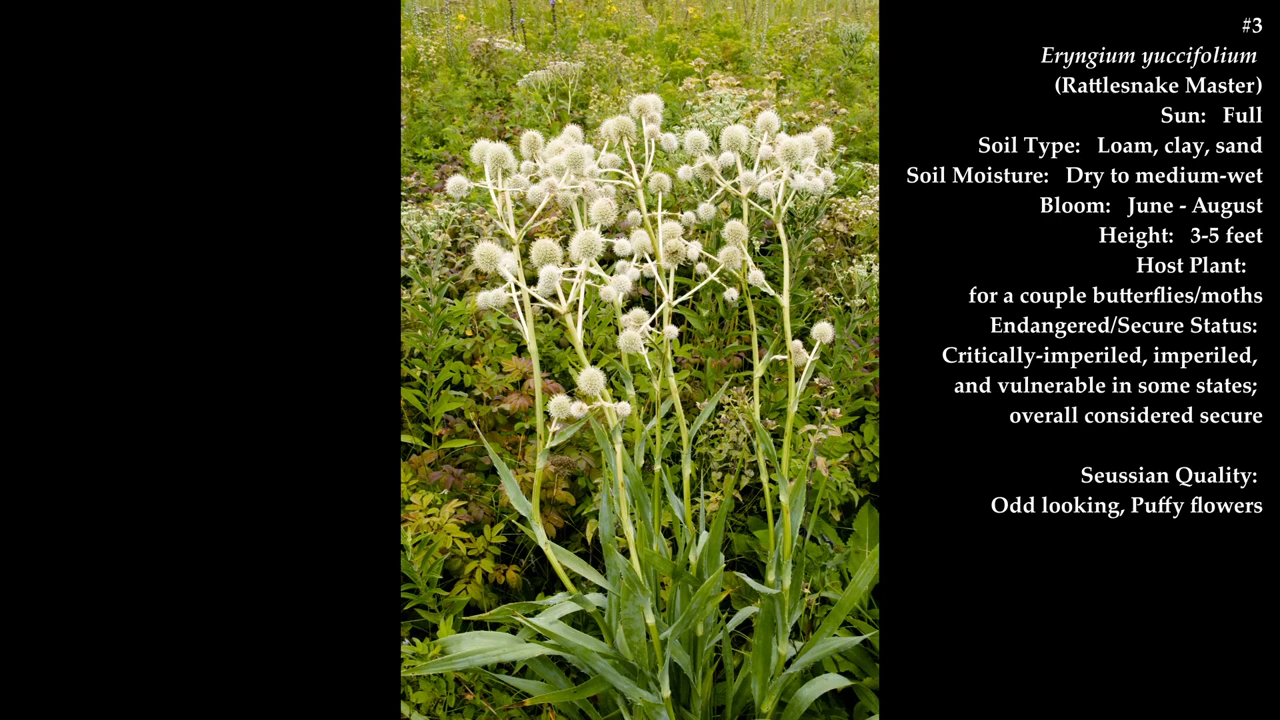 #3
Eryngium yuccifolium
(Rattlesnake Master)
Sun: Full
Soil Type: Loam, clay, sand
Soil Moisture: Dry to medium-wet
Bloom: June - August
Height: 3-5 feet
Host Plant:
for a couple butterflies/moths
Endangered/Secure Status:
Critically-imperiled, imperiled,
and vulnerable in some states;
overall considered secure
Seussian Quality:
Odd looking, Puffy flowers